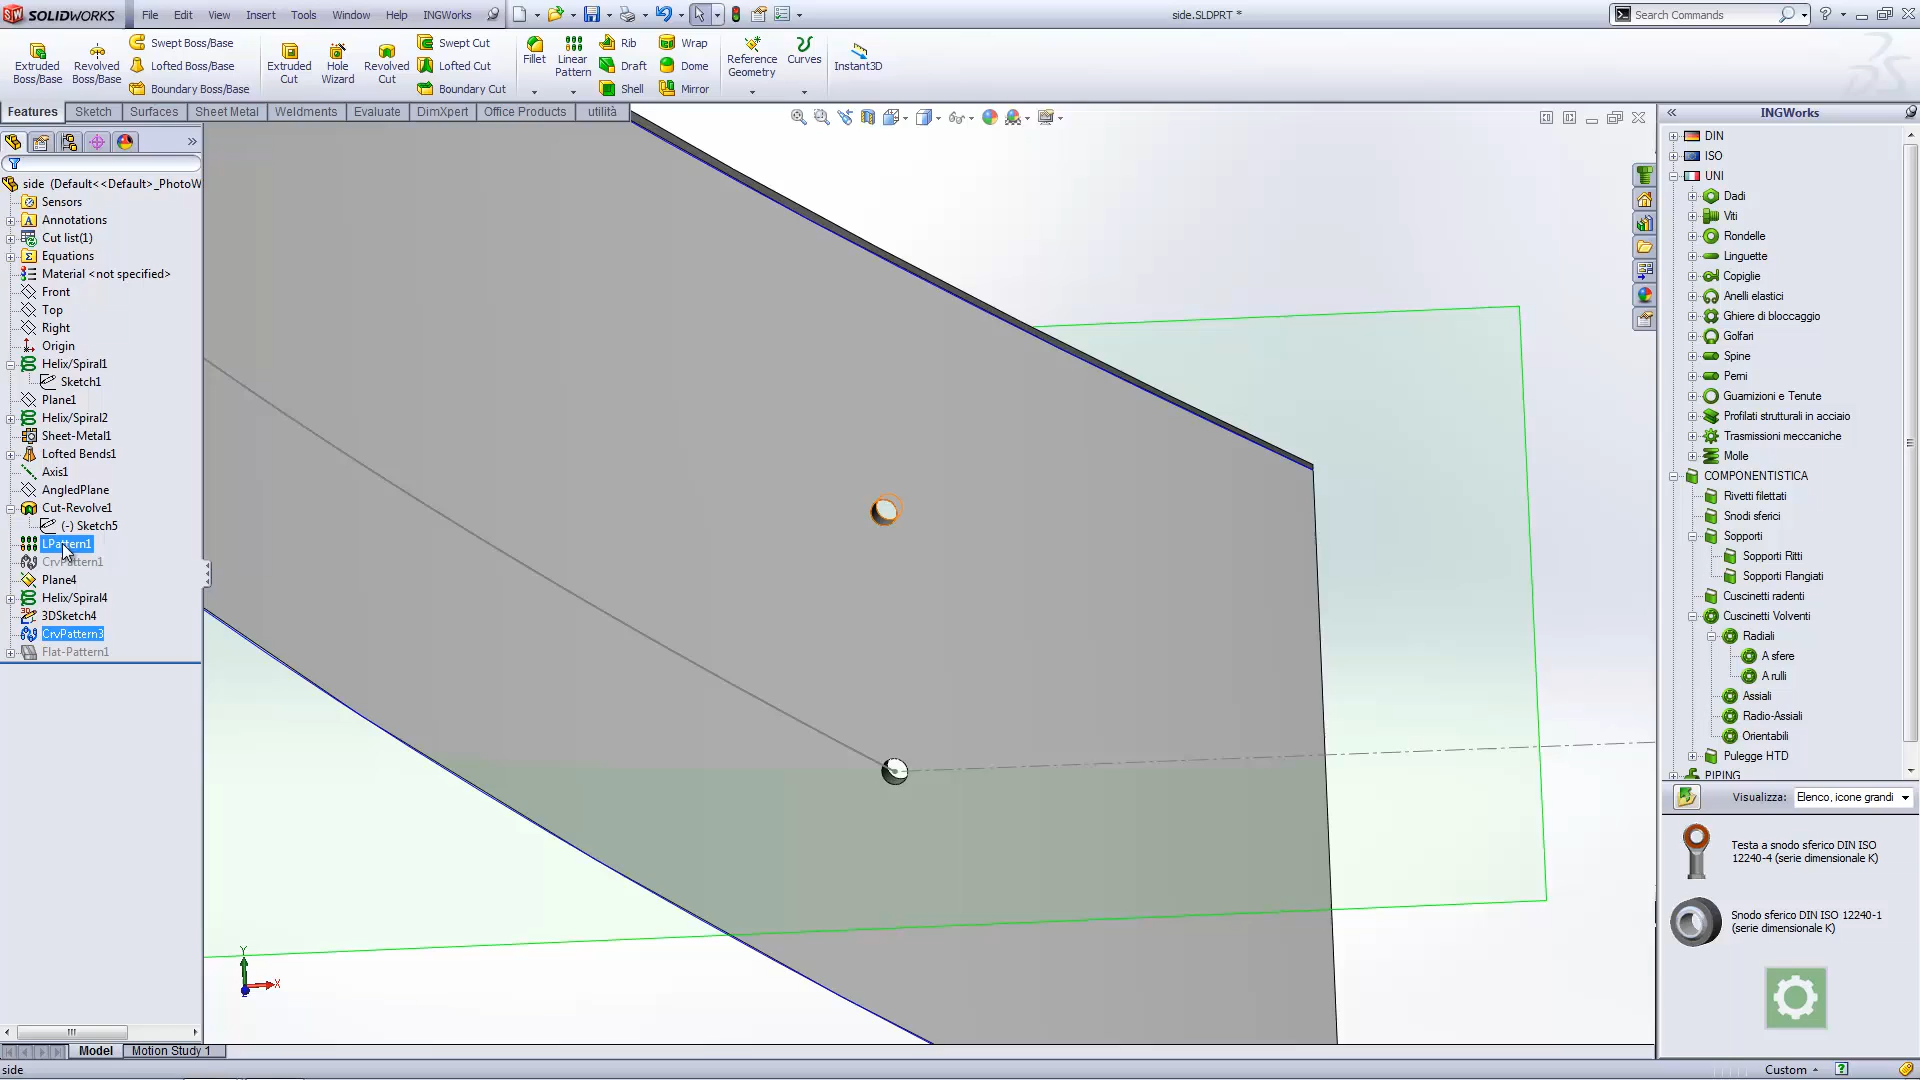 SOLIDWORKS File Edit View Insert Tools Window Help INGWorks side.SLDPRT * Search Commands
Extruded Boss/Base
Revolved Boss/Base
Swept Boss/Base
Lofted Boss/Base
Boundary Boss/Base
Extruded Cut
Hole Wizard
Revolved Cut
Swept Cut
Lofted Cut
Boundary Cut
Fillet
Linear Pattern
Rib
Draft
Shell
Wrap
Dome
Mirror
Reference Geometry
Curves
Instant3D
Features Sketch Surfaces Sheet Metal Weldments Evaluate DimXpert Office Products utilità
side (Default<<Default>_PhotoW
Sensors
Annotations
Cut list(1)
Equations
Material <not specified>
Front
Top
Right
Origin
Helix/Spiral1
Sketch1
Plane1
Helix/Spiral2
Sheet-Metal1
Lofted Bends1
Axis1
AngledPlane
Cut-Revolve1
(-) Sketch5
LPattern1
CrvPattern1
Plane4
Helix/Spiral4
3DSketch4
CrvPattern3
Flat-Pattern1
Y
X
Z
INGWorks
DIN
ISO
UNI
Dadi
Viti
Rondelle
Linguette
Copiglie
Anelli elastici
Ghiere di bloccaggio
Golfari
Spine
Perni
Guarnizioni e Tenute
Profilati strutturali in acciaio
Trasmissioni meccaniche
Molle
COMPONENTISTICA
Rivetti filettati
Snodi sferici
Sopporti
Sopporti Ritti
Sopporti Flangiati
Cuscinetti radenti
Cuscinetti Volventi
Radiali
A sfere
A rulli
Assiali
Radio-Assiali
Orientabili
Pulegge HTD
PIPING
Visualizza: Elenco, icone grandi
Testa a snodo sferico DIN ISO
12240-4 (serie dimensionale K)
Snodo sferico DIN ISO 12240-1
(serie dimensionale K)
Model Motion Study 1
side Custom